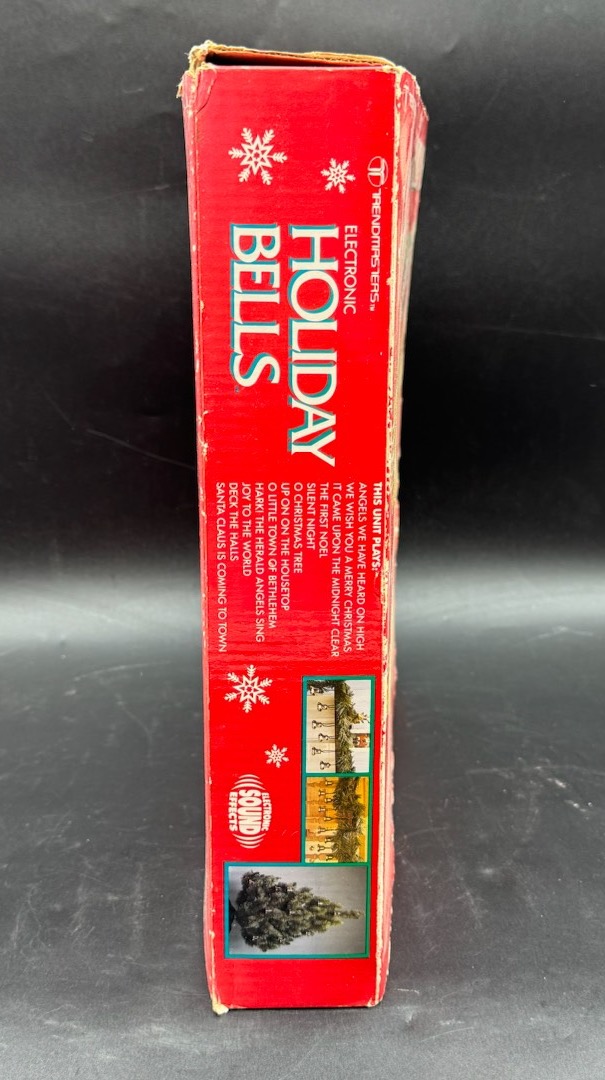 TRENDMASTERS™
ELECTRONIC
HOLIDAY
BELLS
THIS UNIT PLAYS:
ANGELS WE HAVE HEARD ON HIGH
WE WISH YOU A MERRY CHRISTMAS
IT CAME UPON THE MIDNIGHT CLEAR
THE FIRST NOEL
SILENT NIGHT
O CHRISTMAS TREE
UP ON ON THE HOUSETOP
O LITTLE TOWN OF BETHLEHEM
HARK! THE HERALD ANGELS SING
JOY TO THE WORLD
DECK THE HALLS
SANTA CLAUS IS COMING TO TOWN
ELECTRONIC
SOUND
EFFECTS